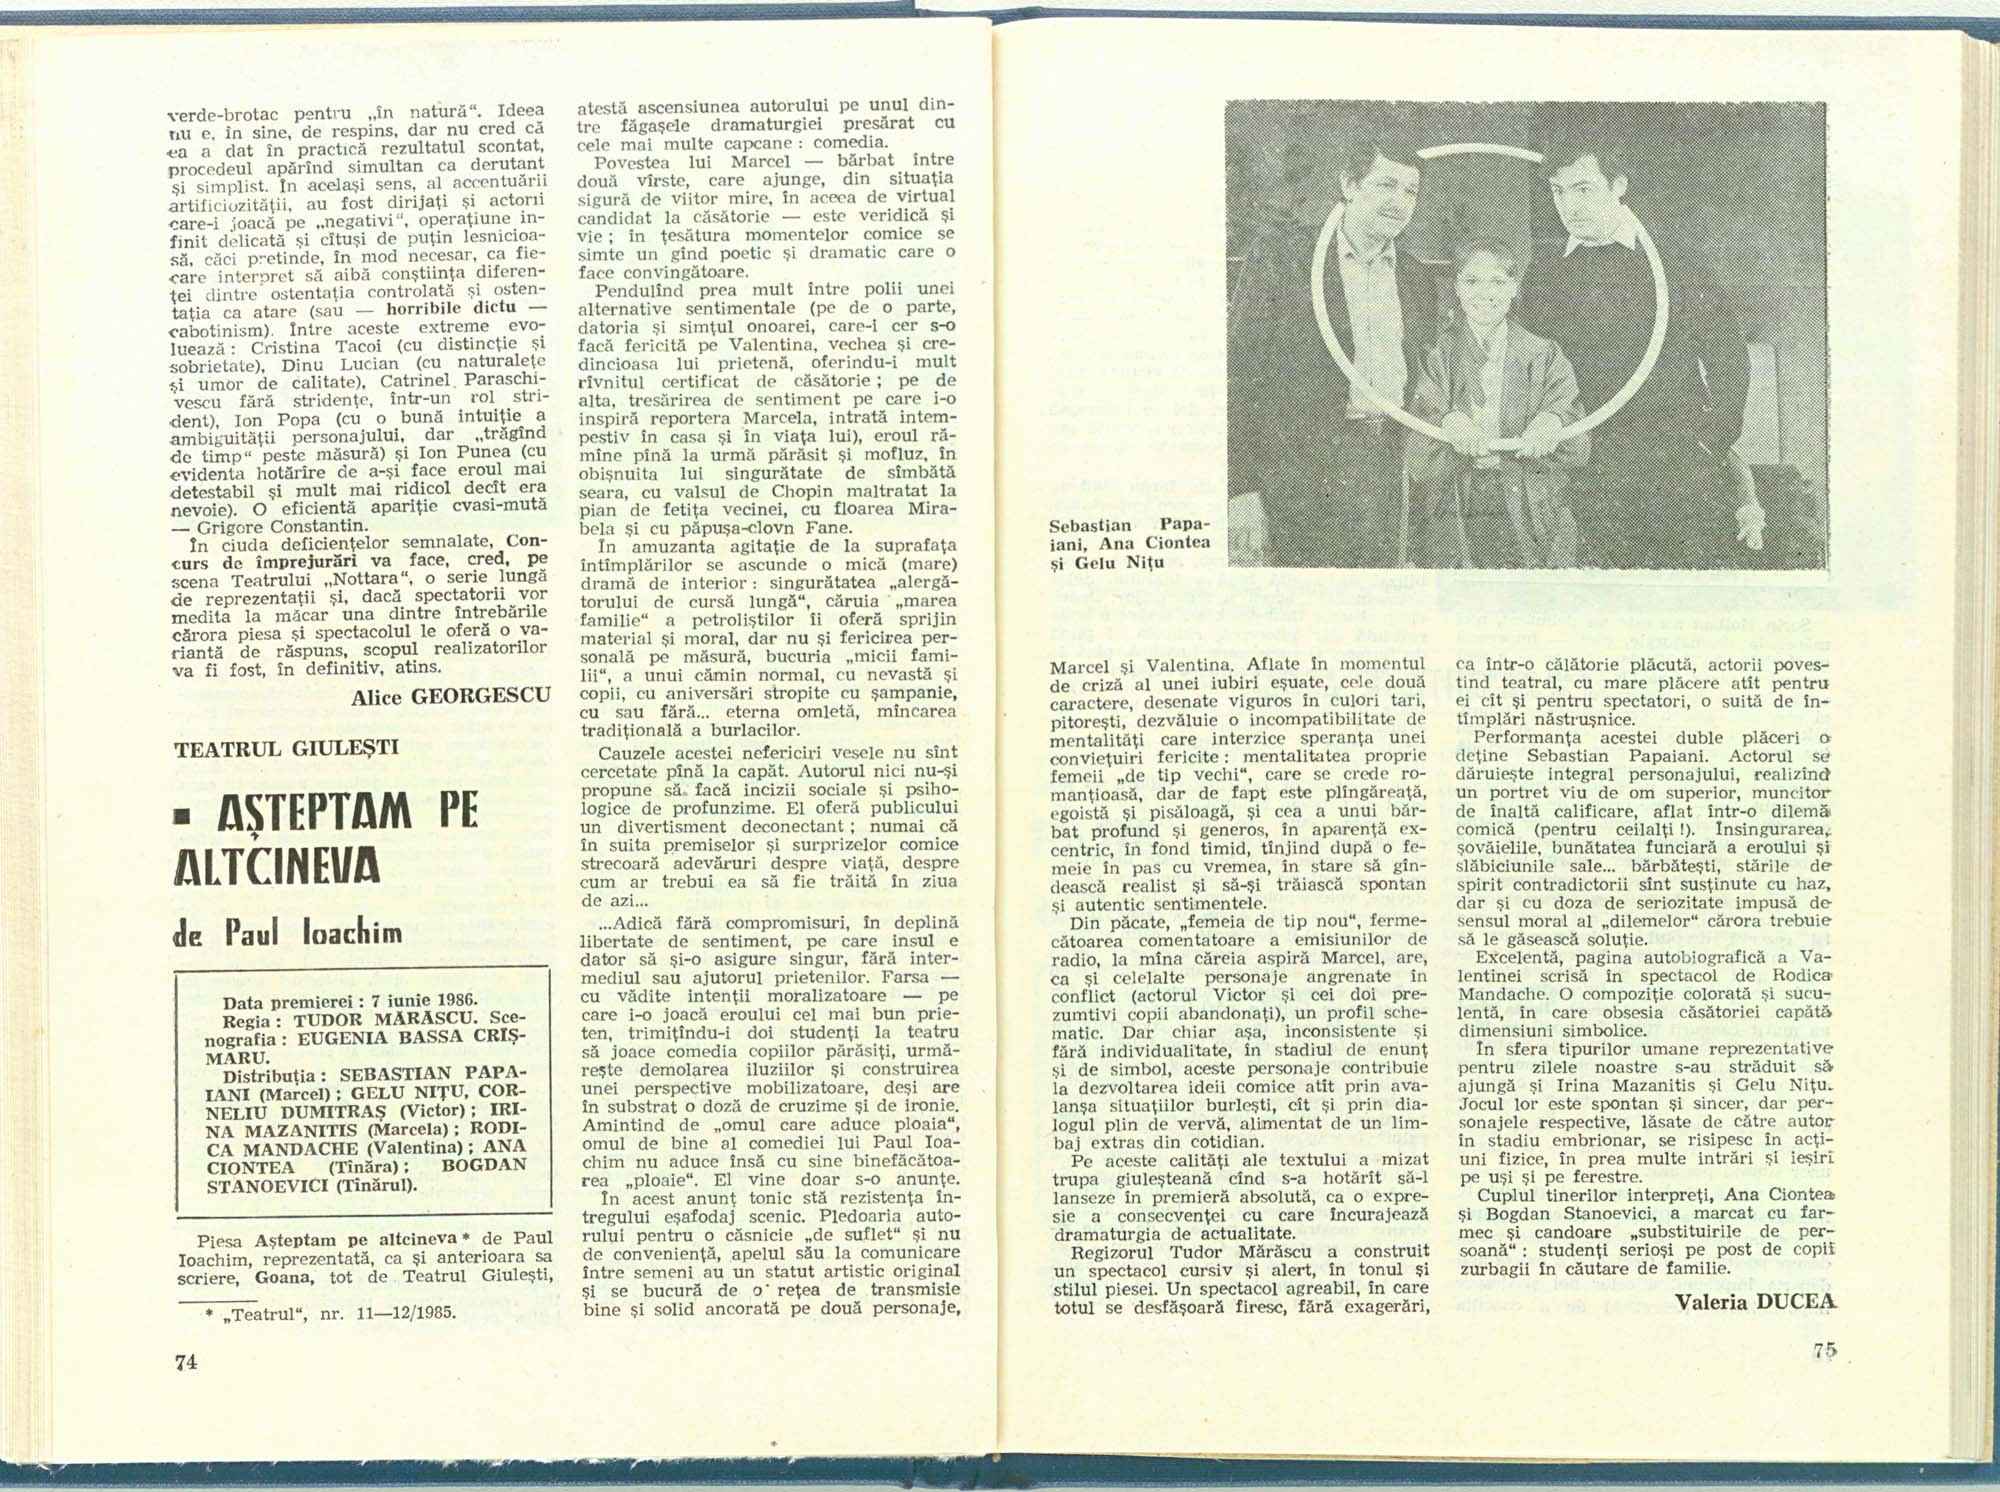 verde-brotac pentru „în natură“. Ideea
nu e, în sine, de respins, dar nu cred că
ea a dat în practică rezultatul scontat,
procedeul apărînd simultan ca derutant
și simplist. În același sens, al accentuării
artificiozității, au fost dirijați și actorii
care-i joacă pe „negativi“, operațiune in-
finit delicată și cîtuși de puțin lesnicioa-
să, căci pretinde, în mod necesar, ca fie-
care interpret să aibă conștiința diferen-
ței dintre ostentația controlată și osten-
tația ca atare (sau — horribile dictu —
cabotinism). Între aceste extreme evo-
luează : Cristina Tacoi (cu distincție și
sobrietate), Dinu Lucian (cu naturalețe
și umor de calitate), Catrinel Paraschi-
vescu fără stridențe, într-un rol stri-
dent), Ion Popa (cu o bună intuiție a
ambiguității personajului, dar „trăgînd
de timp“ peste măsură) și Ion Punea (cu
evidenta hotărîre de a-și face eroul mai
detestabil și mult mai ridicol decît era
nevoie). O eficientă apariție cvasi-mută
— Grigore Constantin.
În ciuda deficiențelor semnalate, Con-
curs de împrejurări va face, cred, pe
scena Teatrului „Nottara“, o serie lungă
de reprezentații și, dacă spectatorii vor
medita la măcar una dintre întrebările
cărora piesa și spectacolul le oferă o va-
riantă de răspuns, scopul realizatorilor
va fi fost, în definitiv, atins.
Alice GEORGESCU
TEATRUL GIULEȘTI
▪ AȘTEPTAM PE
ALTCINEVA
de Paul Ioachim
Data premierei : 7 iunie 1986.
Regia : TUDOR MĂRĂSCU. Sce-
nografia : EUGENIA BASSA CRÎȘ-
MARU.
Distribuția : SEBASTIAN PAPA-
IANI (Marcel) ; GELU NIȚU, COR-
NELIU DUMITRAȘ (Victor) ; IRI-
NA MAZANITIS (Marcela) ; RODI-
CA MANDACHE (Valentina) ; ANA
CIONTEA (Tînăra) ; BOGDAN
STANOEVICI (Tînărul).
Piesa Așteptam pe altcineva * de Paul
Ioachim, reprezentată, ca și anterioara sa
scriere, Goana, tot de Teatrul Giulești,
* „Teatrul“, nr. 11—12/1985.
74
atestă ascensiunea autorului pe unul din-
tre făgașele dramaturgiei presărat cu
cele mai multe capcane : comedia.
Povestea lui Marcel — bărbat între
două vîrste, care ajunge, din situația
sigură de viitor mire, în aceea de virtual
candidat la căsătorie — este veridică și
vie ; în țesătura momentelor comice se
simte un gînd poetic și dramatic care o
face convingătoare.
Pendulînd prea mult între polii unei
alternative sentimentale (pe de o parte,
datoria și simțul onoarei, care-i cer s-o
facă fericită pe Valentina, vechea și cre-
dincioasa lui prietenă, oferindu-i mult
rîvnitul certificat de căsătorie ; pe de
alta, tresărirea de sentiment pe care i-o
inspiră reportera Marcela, intrată intem-
pestiv în casa și în viața lui), eroul ră-
mîne pînă la urmă părăsit și mofluz, în
obișnuita lui singurătate de sîmbătă
seara, cu valsul de Chopin maltratat la
pian de fetița vecinei, cu floarea Mira-
bela și cu păpușa-clovn Fane.
În amuzanta agitație de la suprafața
întîmplărilor se ascunde o mică (mare)
dramă de interior : singurătatea „alergă-
torului de cursă lungă“, căruia „marea
familie“ a petroliștilor îi oferă sprijin
material și moral, dar nu și fericirea per-
sonală pe măsură, bucuria „micii fami-
lii“, a unui cămin normal, cu nevastă și
copii, cu aniversări stropite cu șampanie,
cu sau fără... eterna omletă, mîncarea
tradițională a burlacilor.
Cauzele acestei nefericiri vesele nu sînt
cercetate pînă la capăt. Autorul nici nu-și
propune să facă incizii sociale și psiho-
logice de profunzime. El oferă publicului
un divertisment deconectant ; numai că
în suita premiselor și surprizelor comice
strecoară adevăruri despre viață, despre
cum ar trebui ea să fie trăită în ziua
de azi...
...Adică fără compromisuri, în deplină
libertate de sentiment, pe care insul e
dator să și-o asigure singur, fără inter-
mediul sau ajutorul prietenilor. Farsa —
cu vădite intenții moralizatoare — pe
care i-o joacă eroului cel mai bun prie-
ten, trimițîndu-i doi studenți la teatru
să joace comedia copiilor părăsiți, urmă-
rește demolarea iluziilor și construirea
unei perspective mobilizatoare, deși are
în substrat o doză de cruzime și de ironie.
Amintind de „omul care aduce ploaia“,
omul de bine al comediei lui Paul Ioa-
chim nu aduce însă cu sine binefăcătoa-
rea „ploaie“. El vine doar s-o anunțe.
În acest anunț tonic stă rezistența în-
tregului eșafodaj scenic. Pledoaria auto-
rului pentru o căsnicie „de suflet“ și nu
de conveniență, apelul său la comunicare
între semeni au un statut artistic original
și se bucură de o rețea de transmisie
bine și solid ancorată pe două personaje,
Sebastian Papa-
iani, Ana Ciontea
și Gelu Nițu
Marcel și Valentina. Aflate în momentul
de criză al unei iubiri eșuate, cele două
caractere, desenate viguros în culori tari,
pitorești, dezvăluie o incompatibilitate de
mentalități care interzice speranța unei
conviețuiri fericite : mentalitatea proprie
femeii „de tip vechi“, care se crede ro-
manțioasă, dar de fapt este plîngăreață,
egoistă și pisăloagă, și cea a unui băr-
bat profund și generos, în aparență ex-
centric, în fond timid, tînjind după o fe-
meie în pas cu vremea, în stare să gîn-
dească realist și să-și trăiască spontan
și autentic sentimentele.
Din păcate, „femeia de tip nou“, ferme-
cătoarea comentatoare a emisiunilor de
radio, la mîna căreia aspiră Marcel, are,
ca și celelalte personaje angrenate în
conflict (actorul Victor și cei doi pre-
zumtivi copii abandonați), un profil sche-
matic. Dar chiar așa, inconsistente și
fără individualitate, în stadiul de enunț
și de simbol, aceste personaje contribuie
la dezvoltarea ideii comice atît prin ava-
lanșa situațiilor burlești, cît și prin dia-
logul plin de vervă, alimentat de un lim-
baj extras din cotidian.
Pe aceste calități ale textului a mizat
trupa giuleșteană cînd s-a hotărît să-l
lanseze în premieră absolută, ca o expre-
sie a consecvenței cu care încurajează
dramaturgia de actualitate.
Regizorul Tudor Mărăscu a construit
un spectacol cursiv și alert, în tonul și
stilul piesei. Un spectacol agreabil, în care
totul se desfășoară firesc, fără exagerări,
ca într-o călătorie plăcută, actorii poves-
tind teatral, cu mare plăcere atît pentru
ei cît și pentru spectatori, o suită de în-
tîmplări năstrușnice.
Performanța acestei duble plăceri o
deține Sebastian Papaiani. Actorul se
dăruiește integral personajului, realizînd
un portret viu de om superior, muncitor
de înaltă calificare, aflat într-o dilemă
comică (pentru ceilalți !). Însingurarea,
șovăielile, bunătatea funciară a eroului și
slăbiciunile sale... bărbătești, stările de
spirit contradictorii sînt susținute cu haz,
dar și cu doza de seriozitate impusă de
sensul moral al „dilemelor“ cărora trebuie
să le găsească soluție.
Excelentă, pagina autobiografică a Va-
lentinei scrisă în spectacol de Rodica
Mandache. O compoziție colorată și sucu-
lentă, în care obsesia căsătoriei capătă
dimensiuni simbolice.
În sfera tipurilor umane reprezentative
pentru zilele noastre s-au străduit să
ajungă și Irina Mazanitis și Gelu Nițu.
Jocul lor este spontan și sincer, dar per-
sonajele respective, lăsate de către autor
în stadiu embrionar, se risipesc în acți-
uni fizice, în prea multe intrări și ieșiri
pe uși și pe ferestre.
Cuplul tinerilor interpreți, Ana Ciontea
și Bogdan Stanoevici, a marcat cu far-
mec și candoare „substituirile de per-
soană“ : studenți serioși pe post de copii
zurbagii în căutare de familie.
Valeria DUCEA
75